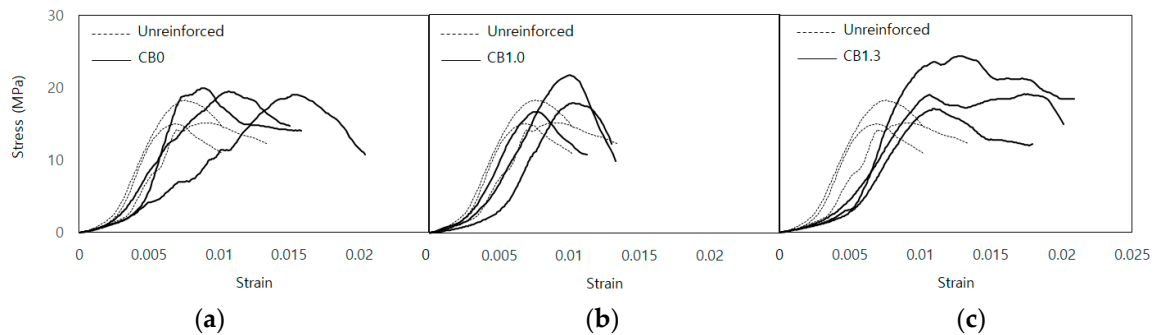 30
20
10
0
Stress (MPa)
Unreinforced
CB0
0 0.005 0.01 0.015 0.02
Strain
(a)
Unreinforced
CB1.0
0 0.005 0.01 0.015 0.02
Strain
(b)
Unreinforced
CB1.3
0 0.005 0.01 0.015 0.02 0.025
Strain
(c)